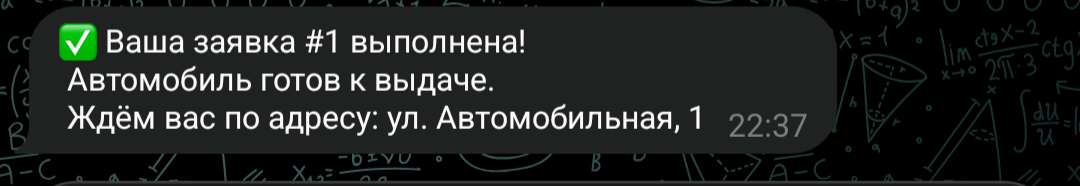 ✅ Ваша заявка #1 выполнена!
Автомобиль готов к выдаче.
Ждём вас по адресу: ул. Автомобильная, 1
22:37